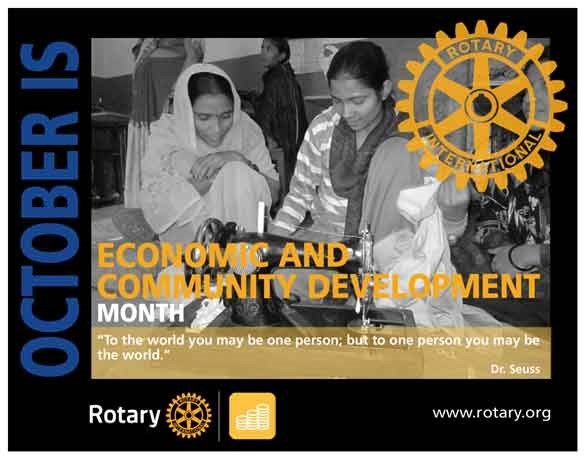 OCTOBER IS
ROTARY
INTERNATIONAL
ECONOMIC AND
COMMUNITY DEVELOPMENT
MONTH
“To the world you may be one person; but to one person you may be
the world.”
Dr. Seuss
Rotary
www.rotary.org